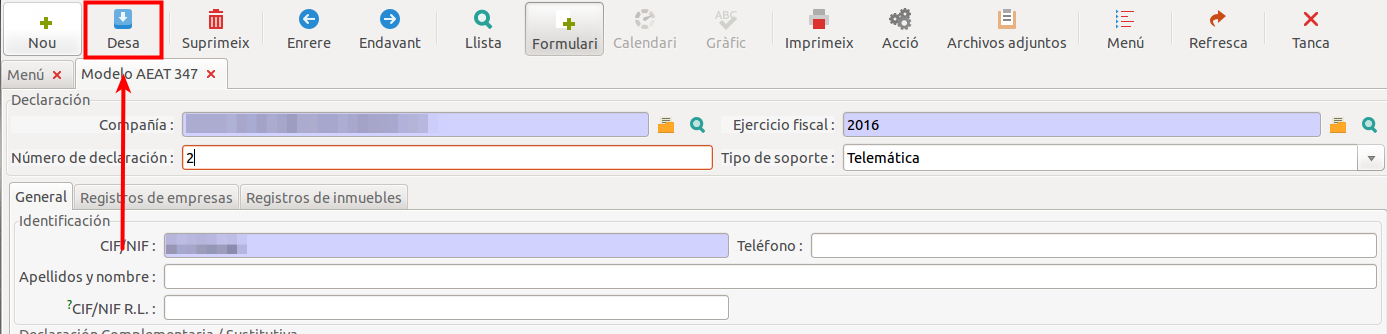 Nou Desa Suprimeix Enrere Endavant Llista Formulari Calendari Gràfic Imprimeix Acció Archivos adjuntos Menú Refresca Tanca
Menú Modelo AEAT 347
Declaración
Compañía : Ejercicio fiscal : 2016
Número de declaración : 2 Tipo de soporte : Telemática
General Registros de empresas Registros de inmuebles
Identificación
CIF/NIF : Teléfono :
Apellidos y nombre :
?CIF/NIF R.L. :
Declaración Complementaria / Sustitutiva